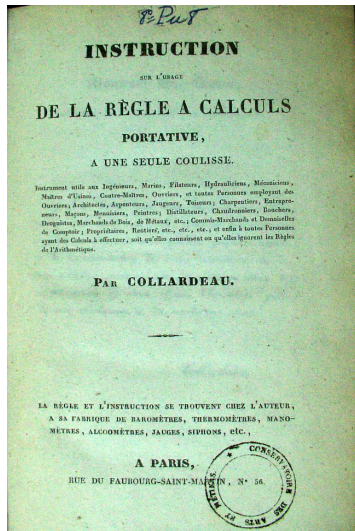 8° Pu 8
INSTRUCTION
SUR L'USAGE
DE LA RÈGLE A CALCULS
PORTATIVE,
A UNE SEULE COULISSE.
Instrument utile aux Ingénieurs, Marins, Filateurs, Hydrauliciens, Mécaniciens,
Maîtres d'Usines, Contre-Maîtres, Ouvriers, et toutes Personnes employant des
Ouvriers; Architectes, Arpenteurs, Jaugeurs, Toiseurs; Charpentiers, Entrepre-
neurs, Maçons, Menuisiers, Peintres; Distillateurs, Chaudronniers, Bouchers,
Droguistes, Marchands de Bois, de Métaux, etc.; Commis-Marchands et Demoiselles
de Comptoir; Propriétaires, Rentiers, etc., etc., etc.; et enfin à toutes Personnes
ayant des Calculs à effectuer, soit qu'elles connaissent ou qu'elles ignorent les Règles
de l'Arithmétique.
PAR COLLARDEAU.
LA RÈGLE ET L'INSTRUCTION SE TROUVENT CHEZ L'AUTEUR,
A SA FABRIQUE DE BAROMÈTRES, THERMOMÈTRES, MANO-
MÈTRES, ALCOOMÈTRES, JAUGES, SIPHONS, etc.,
A PARIS,
RUE DU FAUBOURG-SAINT-MARTIN, N° 56.
CONSERVATOIRE DES ARTS ET MÉTIERS